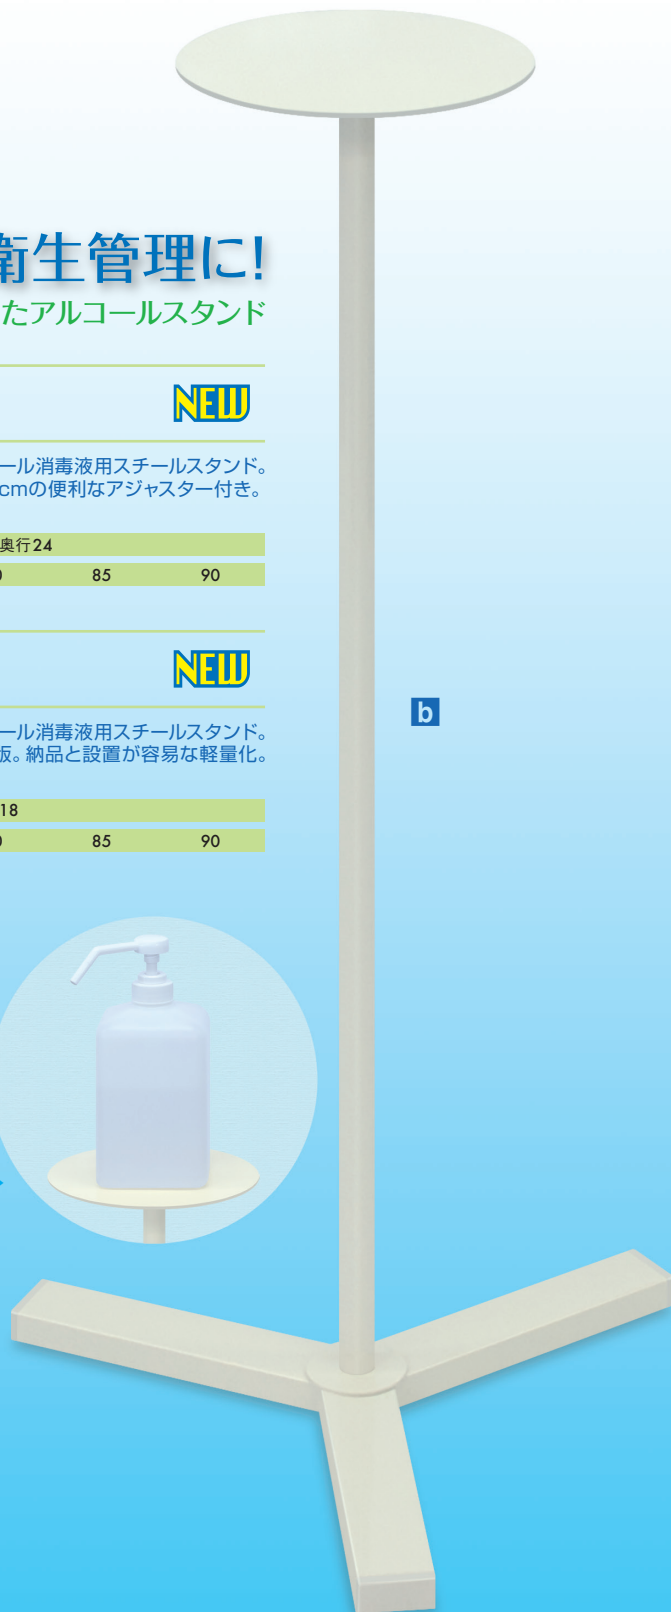 衛生管理に!
たアルコールスタンド
NEW
ール消毒液用スチールスタンド。
cmの便利なアジャスター付き。
奥行24
0 85 90
NEW
ール消毒液用スチールスタンド。
板。納品と設置が容易な軽量化。
18
0 85 90
b